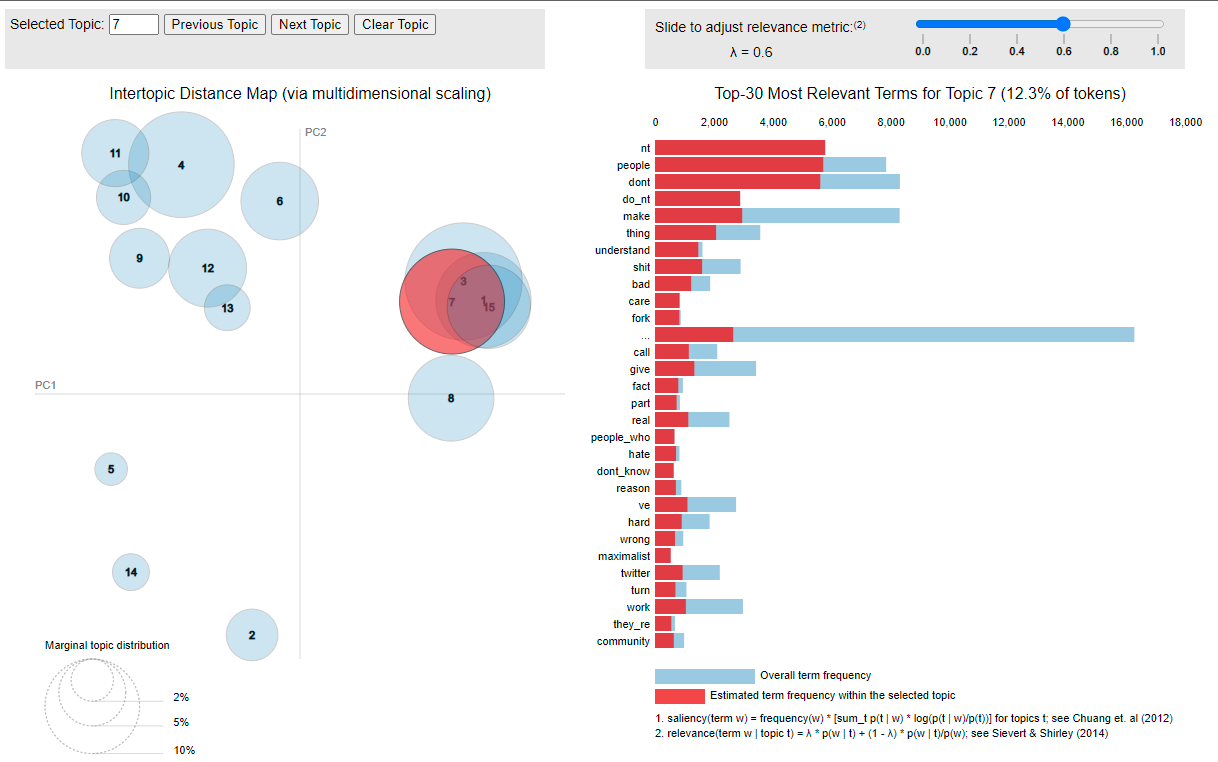 Selected Topic: 7 Previous Topic Next Topic Clear Topic
Slide to adjust relevance metric:(2)
λ = 0.6
0.0 0.2 0.4 0.6 0.8 1.0
Intertopic Distance Map (via multidimensional scaling)
PC2
PC1
11
4
10
6
9
12
13
3
7
1
15
8
5
14
2
Marginal topic distribution
2%
5%
10%
Top-30 Most Relevant Terms for Topic 7 (12.3% of tokens)
0 2,000 4,000 6,000 8,000 10,000 12,000 14,000 16,000 18,000
nt
people
dont
do_nt
make
thing
understand
shit
bad
care
fork
...
call
give
fact
part
real
people_who
hate
dont_know
reason
ve
hard
wrong
maximalist
twitter
turn
work
they_re
community
Overall term frequency
Estimated term frequency within the selected topic
1. saliency(term w) = frequency(w) * [sum_t p(t | w) * log(p(t | w)/p(t))] for topics t; see Chuang et. al (2012)
2. relevance(term w | topic t) = λ * p(w | t) + (1 - λ) * p(w | t)/p(w); see Sievert & Shirley (2014)